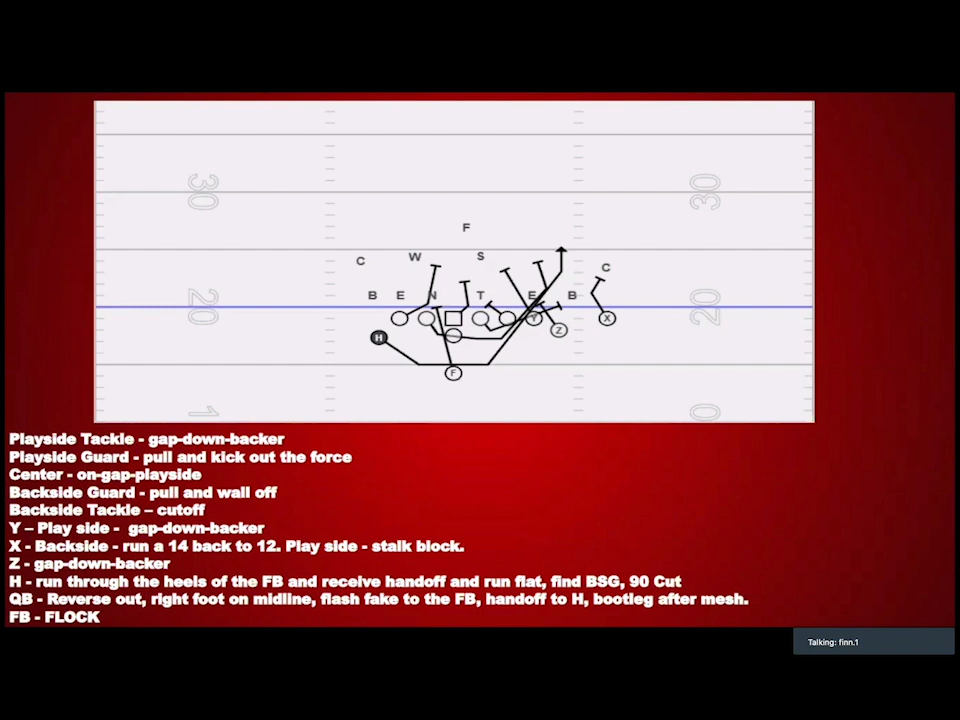 F
C W S C
B E N T E B
30 30
20 20
1 0
H Y Z X
F
Playside Tackle - gap-down-backer
Playside Guard - pull and kick out the force
Center - on-gap-playside
Backside Guard - pull and wall off
Backside Tackle – cutoff
Y – Play side - gap-down-backer
X - Backside - run a 14 back to 12. Play side - stalk block.
Z - gap-down-backer
H - run through the heels of the FB and receive handoff and run flat, find BSG, 90 Cut
QB - Reverse out, right foot on midline, flash fake to the FB, handoff to H, bootleg after mesh.
FB - FLOCK
Talking: finn.1